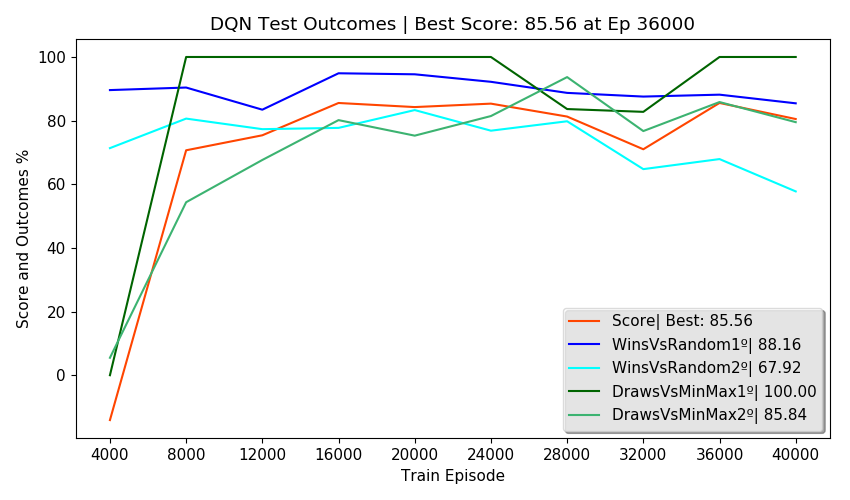 DQN Test Outcomes | Best Score: 85.56 at Ep 36000
Score and Outcomes %
100
80
60
40
20
0
4000 8000 12000 16000 20000 24000 28000 32000 36000 40000
Train Episode
Score| Best: 85.56
WinsVsRandom1º| 88.16
WinsVsRandom2º| 67.92
DrawsVsMinMax1º| 100.00
DrawsVsMinMax2º| 85.84